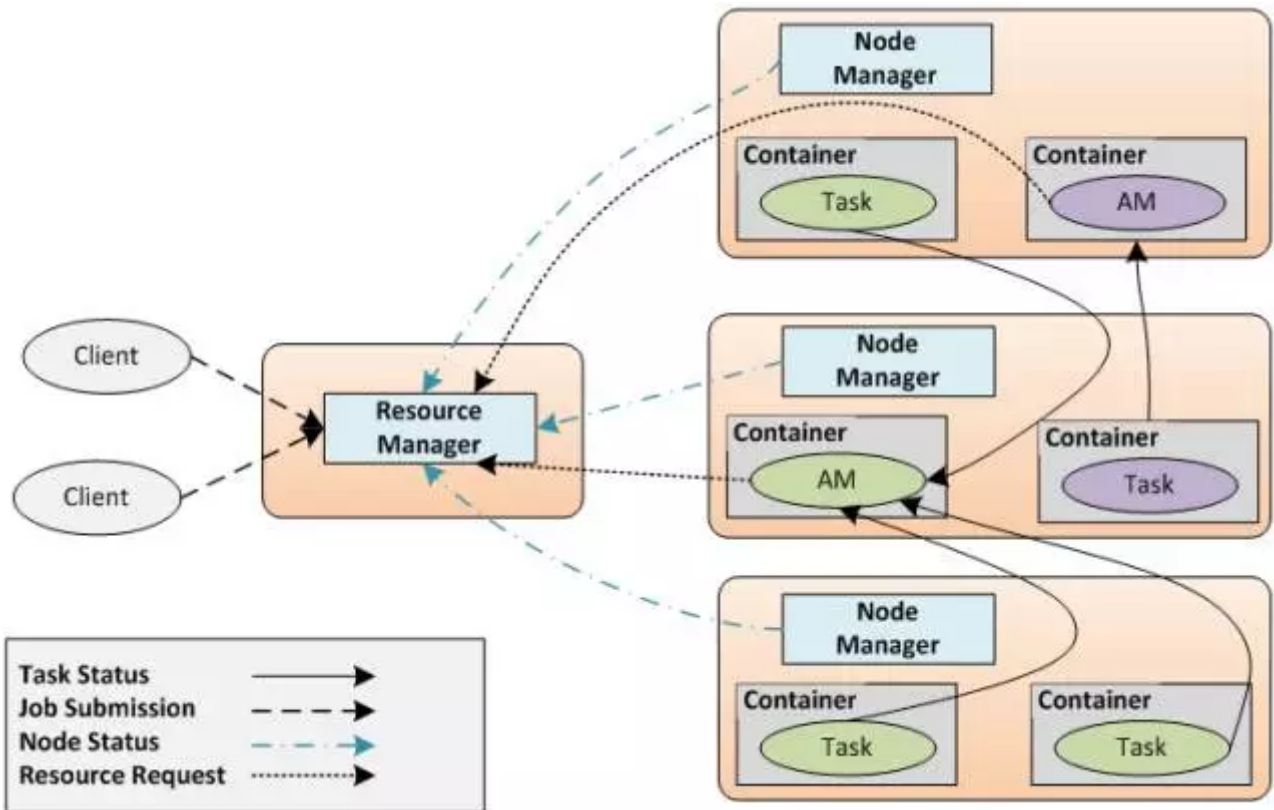 Node
Manager
Container
Container
Task
AM
Client
Resource
Manager
Client
Node
Manager
Container
Container
AM
Task
Node
Manager
Container
Container
Task
Task
Task Status
Job Submission
Node Status
Resource Request